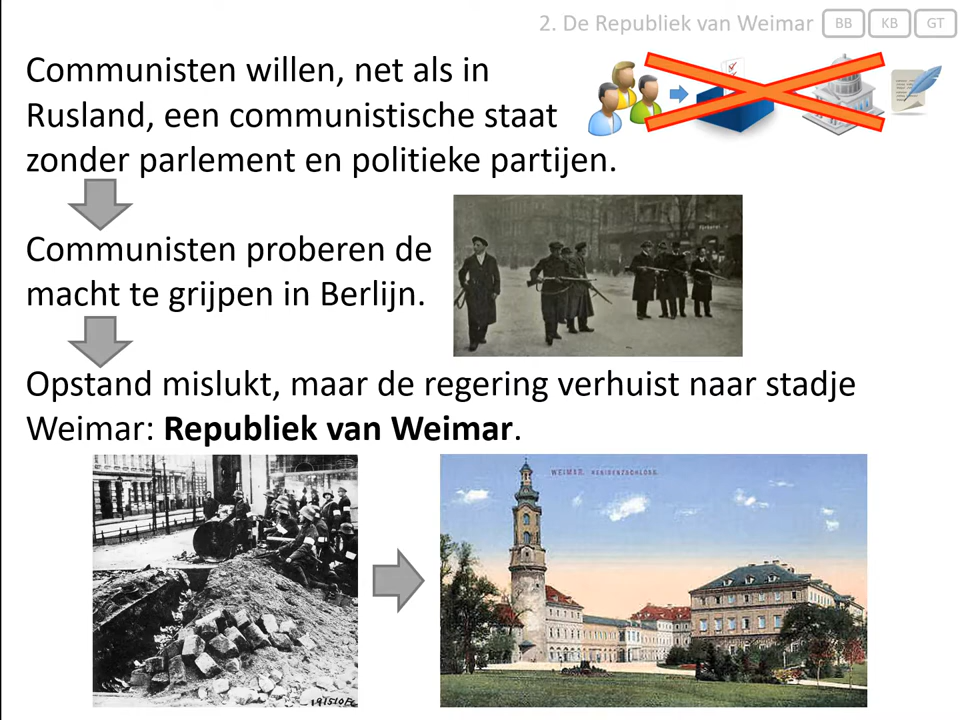 2. De Republiek van Weimar BB KB GT
Communisten willen, net als in
Rusland, een communistische staat
zonder parlement en politieke partijen.
Communisten proberen de
macht te grijpen in Berlijn.
Opstand mislukt, maar de regering verhuist naar stadje
Weimar: Republiek van Weimar.
WEIMAR. RESIDENZSCHLOSS.